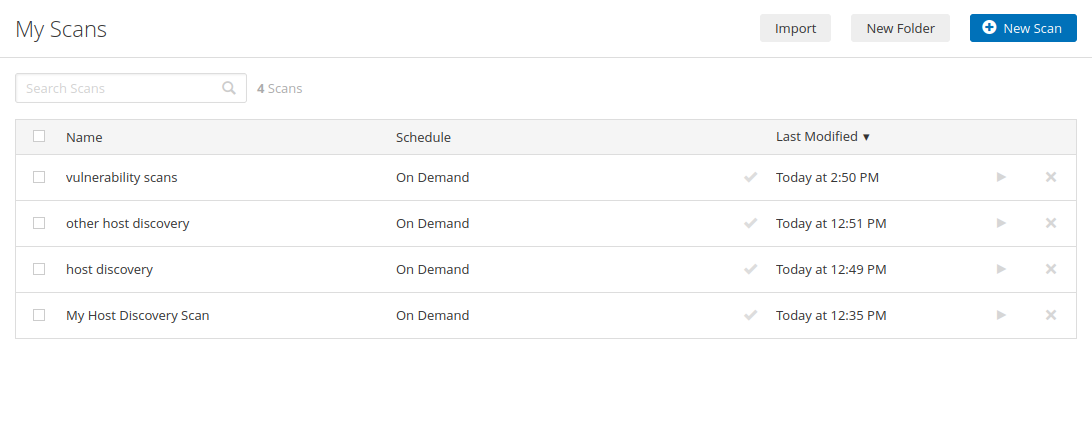 My Scans
Import New Folder New Scan
Search Scans 4 Scans
Name Schedule Last Modified ▼
vulnerability scans On Demand Today at 2:50 PM
other host discovery On Demand Today at 12:51 PM
host discovery On Demand Today at 12:49 PM
My Host Discovery Scan On Demand Today at 12:35 PM